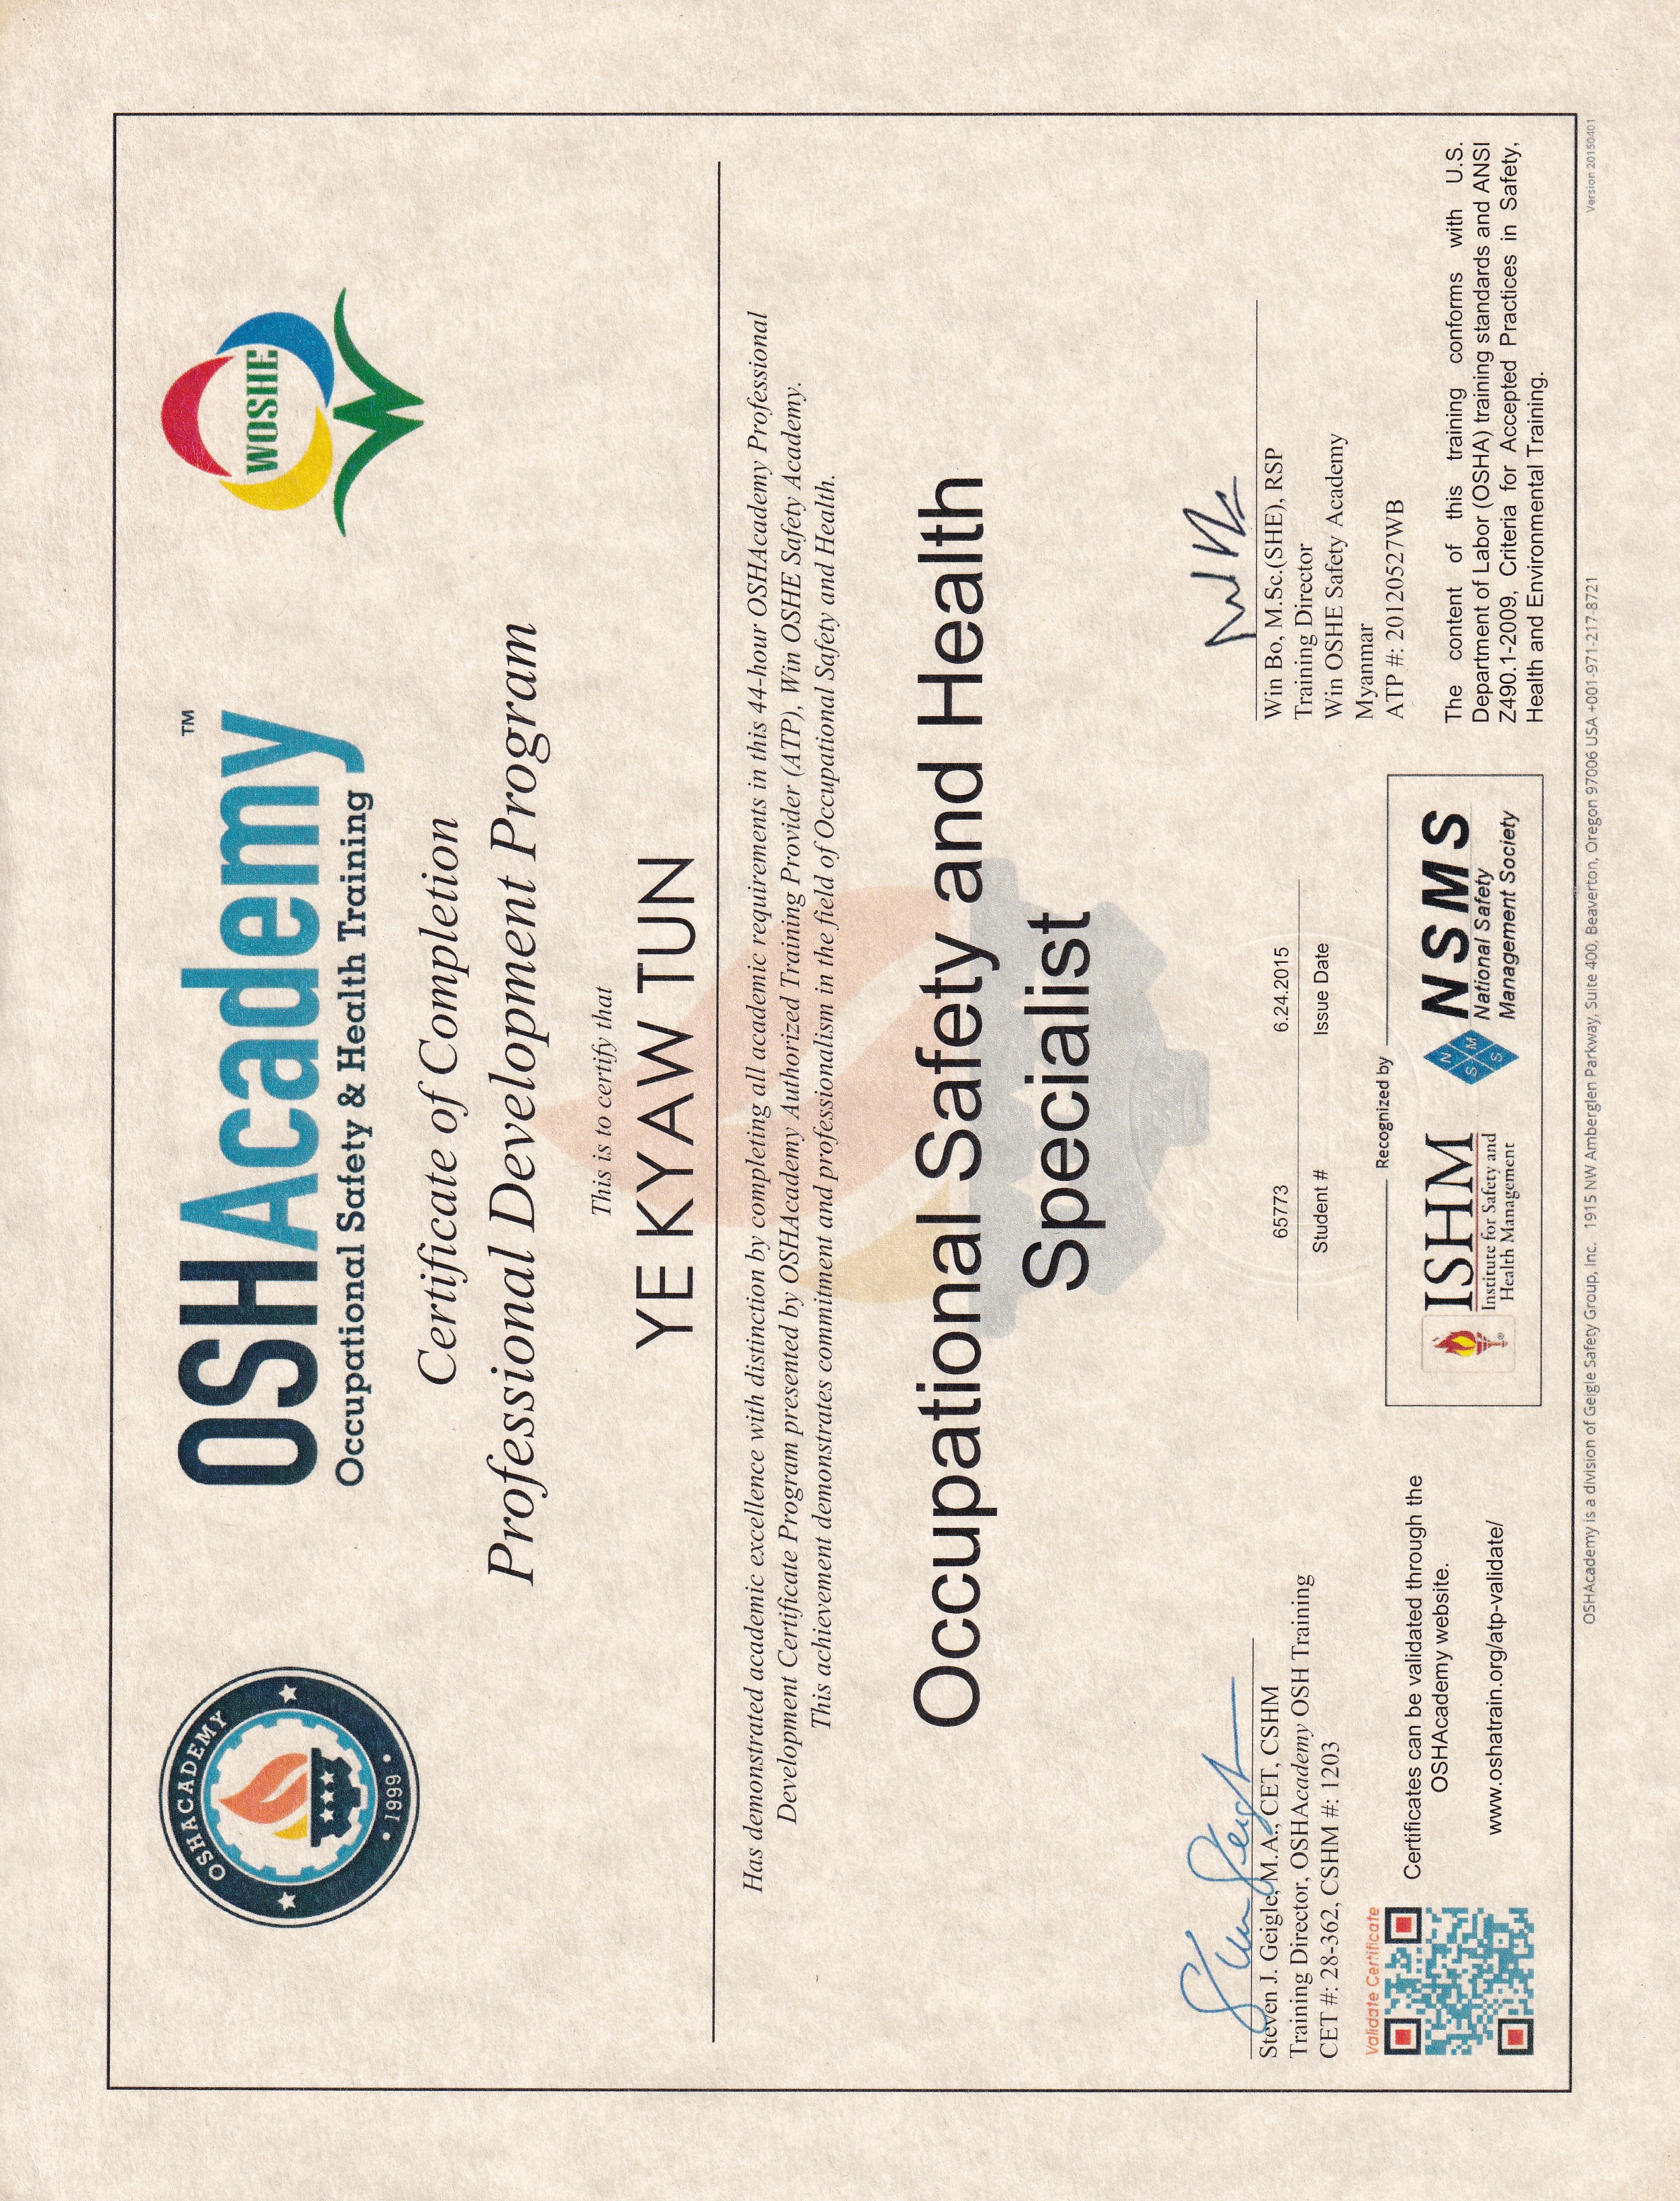 OSHACADEMY
1999
OSHAcademy™
Occupational Safety & Health Training
WOSHE
W
Certificate of Completion
Professional Development Program
This is to certify that
YE KYAW TUN
Has demonstrated academic excellence with distinction by completing all academic requirements in this 44-hour OSHAcademy Professional
Development Certificate Program presented by OSHAcademy Authorized Training Provider (ATP), Win OSHE Safety Academy.
This achievement demonstrates commitment and professionalism in the field of Occupational Safety and Health.
Occupational Safety and Health
Specialist
Steven J. Geigle, M.A., CET, CSHM
Training Director, OSHAcademy OSH Training
CET #: 28-362, CSHM #: 1203
65773
Student #
6.24.2015
Issue Date
Win Bo, M.Sc.(SHE), RSP
Training Director
Win OSHE Safety Academy
Myanmar
ATP #: 20120527WB
Validate Certificate
Certificates can be validated through the
OSHAcademy website.
www.oshatrain.org/atp-validate/
Recognized by
ISHM
Institute for Safety and
Health Management
N
S M
S
NSMS
National Safety
Management Society
The content of this training conforms with U.S.
Department of Labor (OSHA) training standards and ANSI
Z490.1-2009, Criteria for Accepted Practices in Safety,
Health and Environmental Training.
OSHAcademy is a division of Geigle Safety Group, Inc. 1915 NW Amberglen Parkway, Suite 400, Beaverton, Oregon 97006 USA +001-971-217-8721
Version 20150401